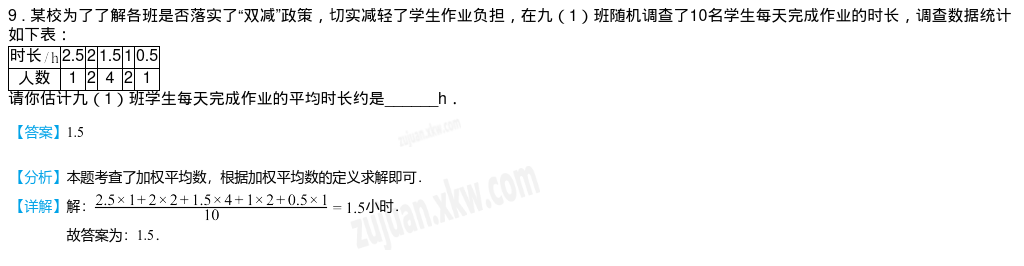 9．某校为了了解各班是否落实了“双减”政策，切实减轻了学生作业负担，在九（1）班随机调查了10名学生每天完成作业的时长，调查数据统计
如下表：
时长/h 2.5 2 1.5 1 0.5
人数 1 2 4 2 1
请你估计九（1）班学生每天完成作业的平均时长约是______h．
【答案】1.5
zujuan.xkw.com
【分析】本题考查了加权平均数，根据加权平均数的定义求解即可．
【详解】解：(2.5×1+2×2+1.5×4+1×2+0.5×1)/10 = 1.5小时．
zujuan.xkw.com
故答案为：1.5．